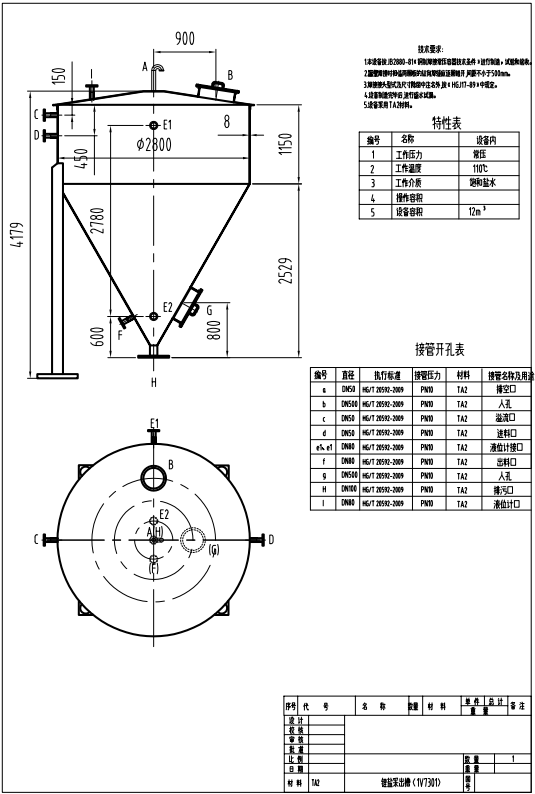 技术要求:
1.本设备按JB2880-81《钢制焊接常压容器技术条件》进行制造、试验和验收。
3.焊接接头型式及尺寸除图中注名外,按《HGJ17-89》中规定。
4.设备制造完毕后,进行盛水试漏。
5.设备采用TA2材料。
特性表
编号 名称 设备内
1 工作压力 常压
2 工作温度 110℃
3 工作介质 饱和盐水
4 操作容积
5 设备容积 12m³
900
A
B
150
C
D
E1
8
450
Φ2800
1150
4179
2780
2529
E2
G
F
600
800
H
接管开孔表
编号 直径 执行标准 接管压力 材料 接管名称及用途
a DN50 HG/T 20592-2009 PN10 TA2 排空口
b DN500 HG/T 20592-2009 PN10 TA2 人孔
c DN50 HG/T 20592-2009 PN10 TA2 溢流口
d DN50 HG/T 20592-2009 PN10 TA2 进料口
e1、e1 DN80 HG/T 20592-2009 PN10 TA2 液位计接口
f DN80 HG/T 20592-2009 PN10 TA2 出料口
g DN500 HG/T 20592-2009 PN10 TA2 人孔
H DN100 HG/T 20592-2009 PN10 TA2 排污口
I DN80 HG/T 20592-2009 PN10 TA2 液位计口
E1
B
E2
A(H)
C
D
(G)
(F)
序号 代号 名称 数量 材料 单件 总计 备注
重量
设计
校核
审核
批准
比例 数量 1
日期 重量
材料 TA2 锂盐采出槽(1V7301) 图号